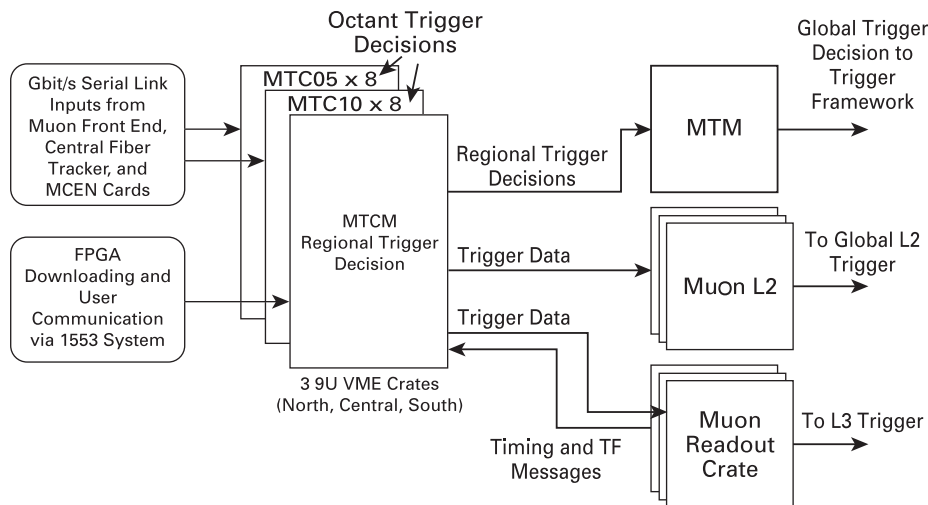 Octant Trigger
Decisions
Gbit/s Serial Link
Inputs from
Muon Front End,
Central Fiber
Tracker, and
MCEN Cards
FPGA
Downloading and
User
Communication
via 1553 System
MTC05 x 8
MTC10 x 8
MTCM
Regional Trigger
Decision
3 9U VME Crates
(North, Central, South)
Regional Trigger
Decisions
Trigger Data
Trigger Data
Timing and TF
Messages
MTM
Muon L2
Muon
Readout
Crate
Global Trigger
Decision to
Trigger
Framework
To Global L2
Trigger
To L3 Trigger